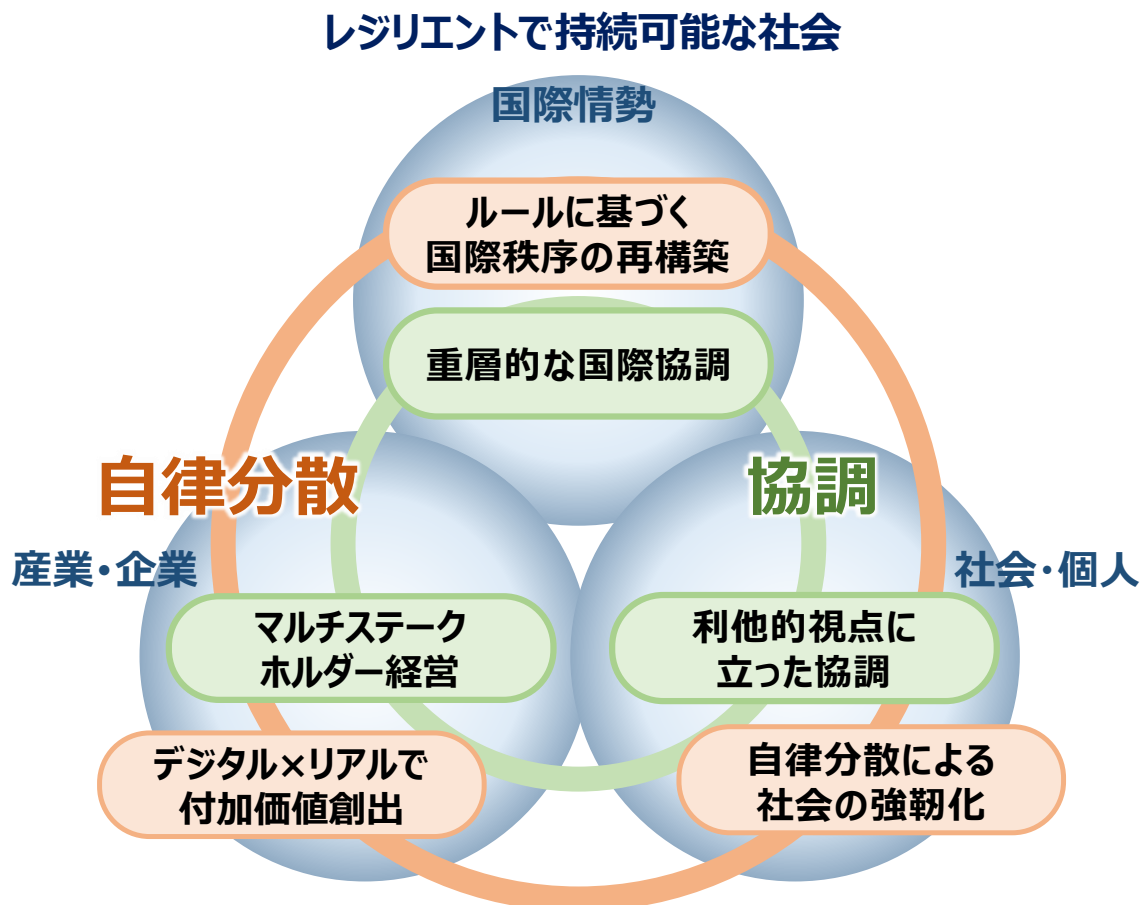 レジリエントで持続可能な社会
国際情勢
ルールに基づく
国際秩序の再構築
重層的な国際協調
自律分散
協調
産業・企業
社会・個人
マルチステーク
ホルダー経営
利他的視点に
立った協調
デジタル×リアルで
付加価値創出
自律分散による
社会の強靭化